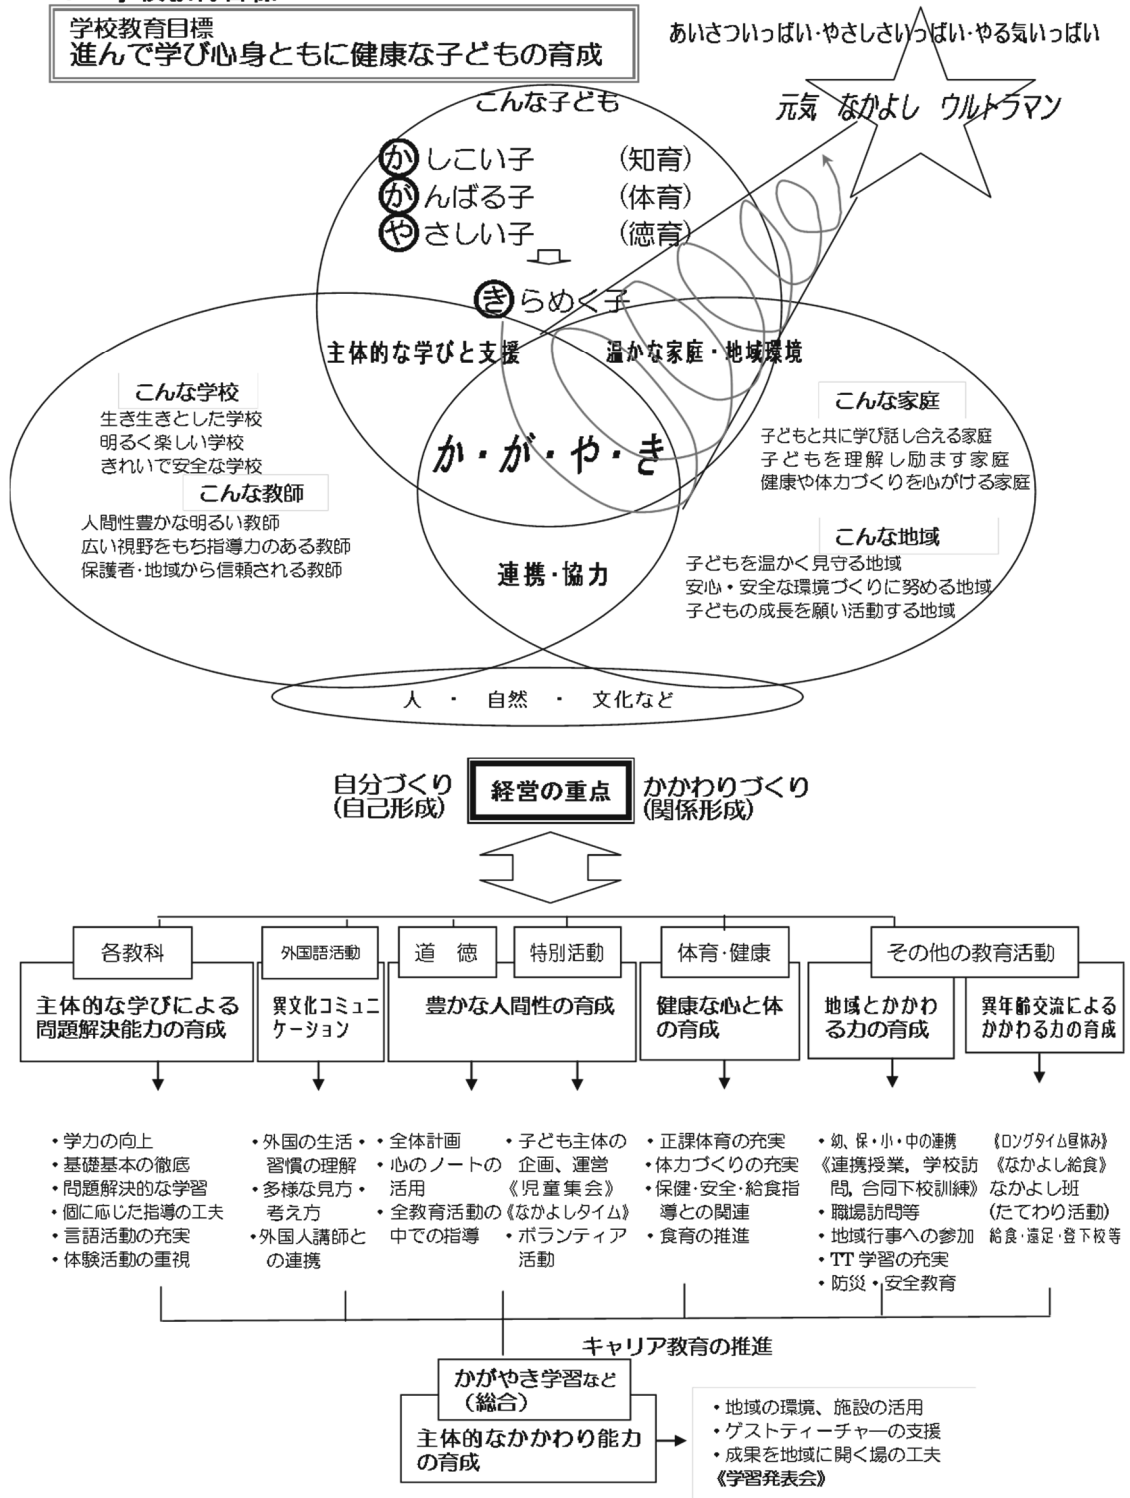 学校教育目標
進んで学び心身ともに健康な子どもの育成
あいさついっぱい・やさしさいっぱい・やる気いっぱい
元気 なかよし ウルトラマン
こんな子ども
かしこい子 (知育)
がんばる子 (体育)
やさしい子 (徳育)
きらめく子
主体的な学びと支援
温かな家庭・地域環境
こんな学校
生き生きとした学校
明るく楽しい学校
きれいで安全な学校
こんな教師
人間性豊かな明るい教師
広い視野をもち指導力のある教師
保護者・地域から信頼される教師
か・が・や・き
こんな家庭
子どもと共に学び話し合える家庭
子どもを理解し励ます家庭
健康や体力づくりを心がける家庭
こんな地域
子どもを温かく見守る地域
安心・安全な環境づくりに努める地域
子どもの成長を願い活動する地域
連携・協力
人 ・ 自然 ・ 文化など
自分づくり
(自己形成)
経営の重点
かかわりづくり
(関係形成)
各教科
主体的な学びによる
問題解決能力の育成
外国語活動
異文化コミュニ
ケーション
道 徳
特別活動
豊かな人間性の育成
体育・健康
健康な心と体
の育成
その他の教育活動
地域とかかわ
る力の育成
異年齢交流による
かかわる力の育成
・学力の向上
・基礎基本の徹底
・問題解決的な学習
・個に応じた指導の工夫
・言語活動の充実
・体験活動の重視
・外国の生活・
習慣の理解
・多様な見方・
考え方
・外国人講師と
の連携
・全体計画
・心のノートの
活用
・全教育活動の
中での指導
・子ども主体の
企画、運営
《児童集会》
《なかよしタイム》
・ボランティア
活動
・正課体育の充実
・体力づくりの充実
・保健・安全・給食指
導との関連
・食育の推進
・幼、保・小・中の連携
《連携授業，学校訪
問，合同下校訓練》
・職場訪問等
・地域行事への参加
・TT学習の充実
・防災・安全教育
《ロングタイム昼休み》
《なかよし給食》
なかよし班
(たてわり活動)
給食・遠足・登下校等
キャリア教育の推進
かがやき学習など
(総合)
主体的なかかわり能力
の育成
・地域の環境、施設の活用
・ゲストティーチャーの支援
・成果を地域に開く場の工夫
《学習発表会》